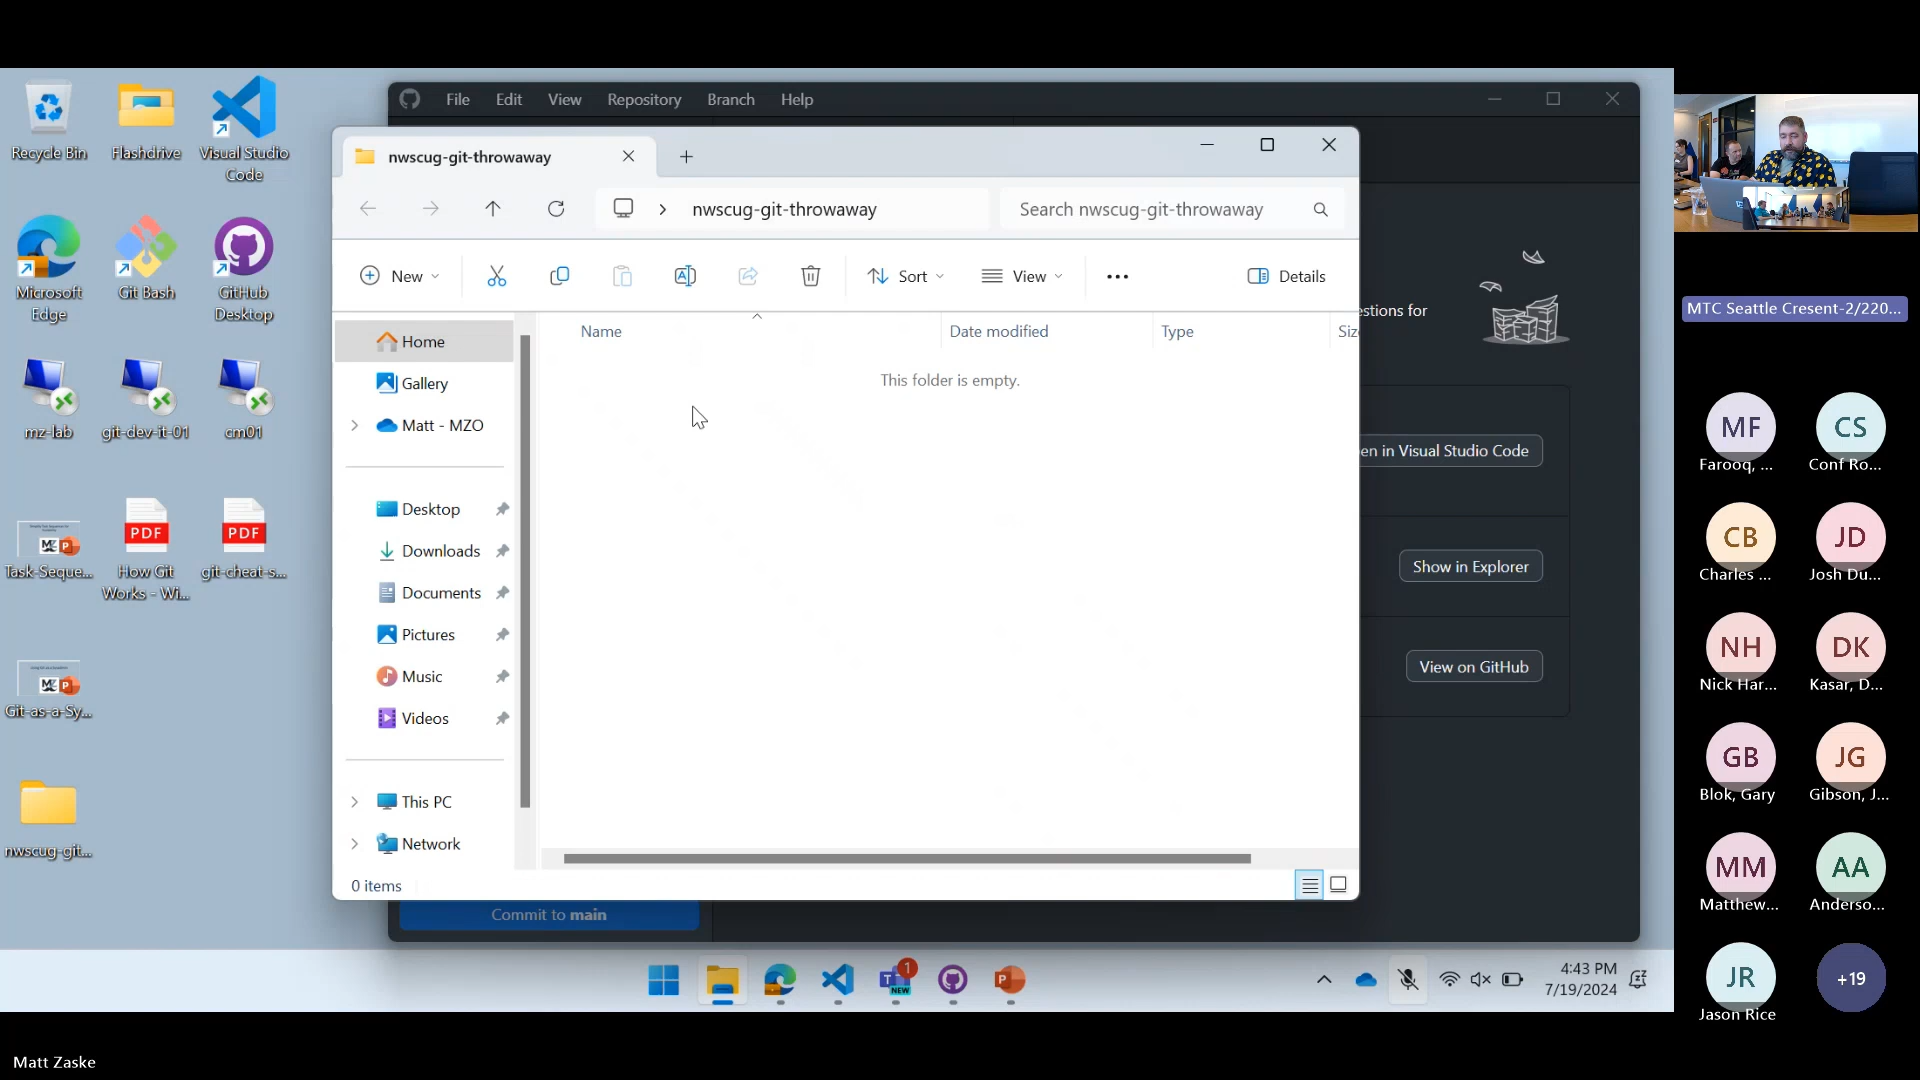 Recycle Bin
Flashdrive
Visual Studio Code
Microsoft Edge
Git Bash
GitHub Desktop
mz-lab
git-dev-it-01
cm01
Task-Seque...
PDF
How Git Works - Wi...
PDF
git-cheat-s...
Git-as-a-Sy...
nwscug-git...
File Edit View Repository Branch Help
nwscug-git-throwaway
nwscug-git-throwaway
Search nwscug-git-throwaway
New
Sort
View
Details
Name
Date modified
Type
Siz
This folder is empty.
Home
Gallery
Matt - MZO
Desktop
Downloads
Documents
Pictures
Music
Videos
This PC
Network
0 items
estions for
en in Visual Studio Code
Show in Explorer
View on GitHub
Commit to main
1
NEW
4:43 PM
7/19/2024
MTC Seattle Cresent-2/220...
MF
Farooq, ...
CS
Conf Ro...
CB
Charles ...
JD
Josh Du...
NH
Nick Har...
DK
Kasar, D...
GB
Blok, Gary
JG
Gibson, J...
MM
Matthew...
AA
Anderso...
JR
Jason Rice
+19
Matt Zaske